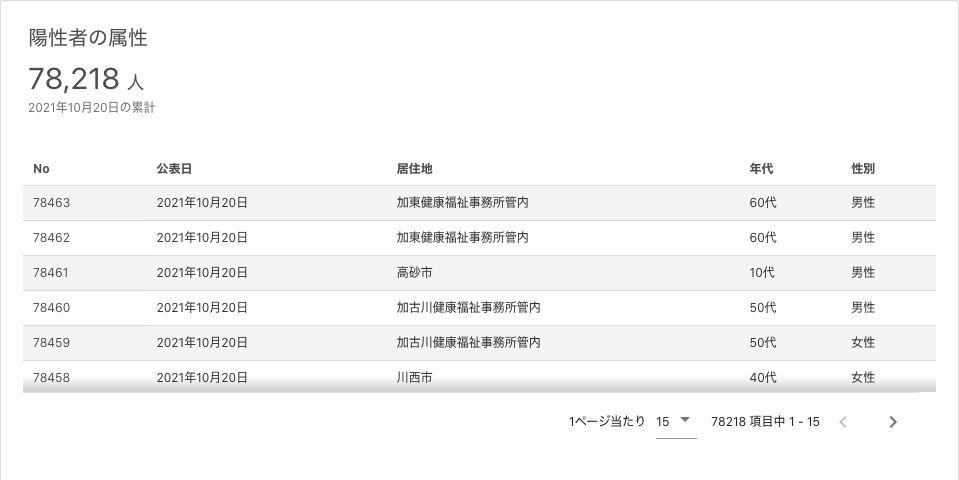 陽性者の属性
78,218 人
2021年10月20日の累計
No 公表日 居住地 年代 性別
78463 2021年10月20日 加東健康福祉事務所管内 60代 男性
78462 2021年10月20日 加東健康福祉事務所管内 60代 男性
78461 2021年10月20日 高砂市 10代 男性
78460 2021年10月20日 加古川健康福祉事務所管内 50代 男性
78459 2021年10月20日 加古川健康福祉事務所管内 50代 女性
78458 2021年10月20日 川西市 40代 女性
1ページ当たり 15 78218 項目中 1 - 15